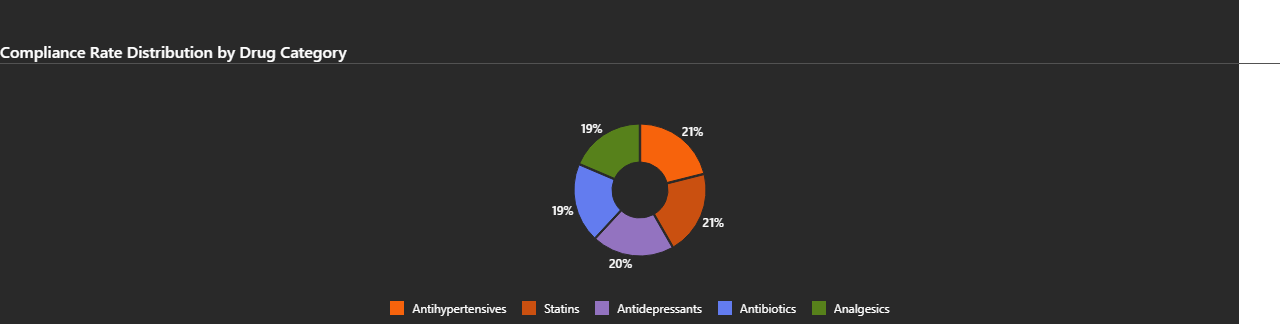 Compliance Rate Distribution by Drug Category
19%
21%
19%
21%
20%
Antihypertensives
Statins
Antidepressants
Antibiotics
Analgesics